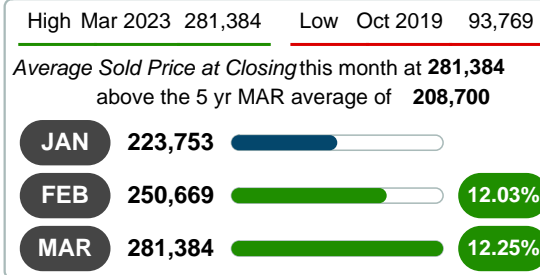 High Mar 2023 281,384 Low Oct 2019 93,769
Average Sold Price at Closing this month at 281,384
above the 5 yr MAR average of 208,700
JAN 223,753
FEB 250,669 12.03%
MAR 281,384 12.25%